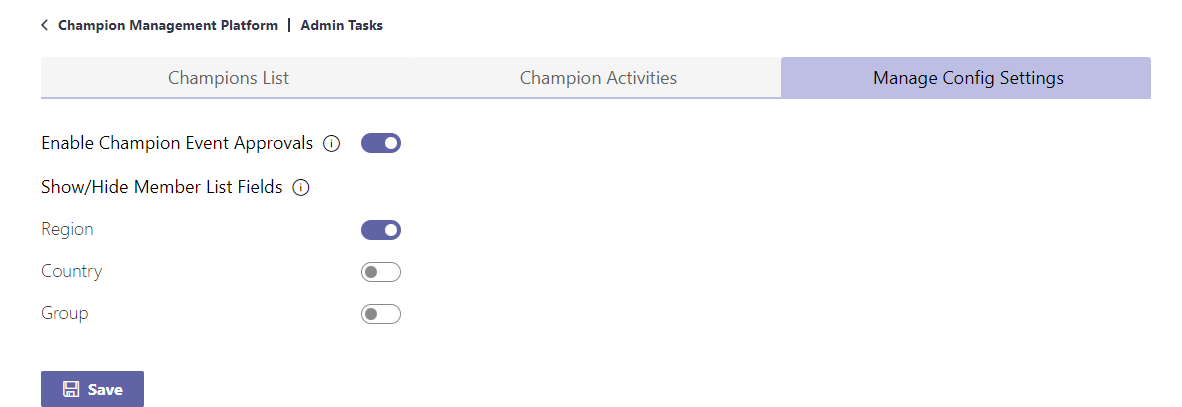 Champion Management Platform | Admin Tasks
Champions List Champion Activities Manage Config Settings
Enable Champion Event Approvals
Show/Hide Member List Fields
Region
Country
Group
Save